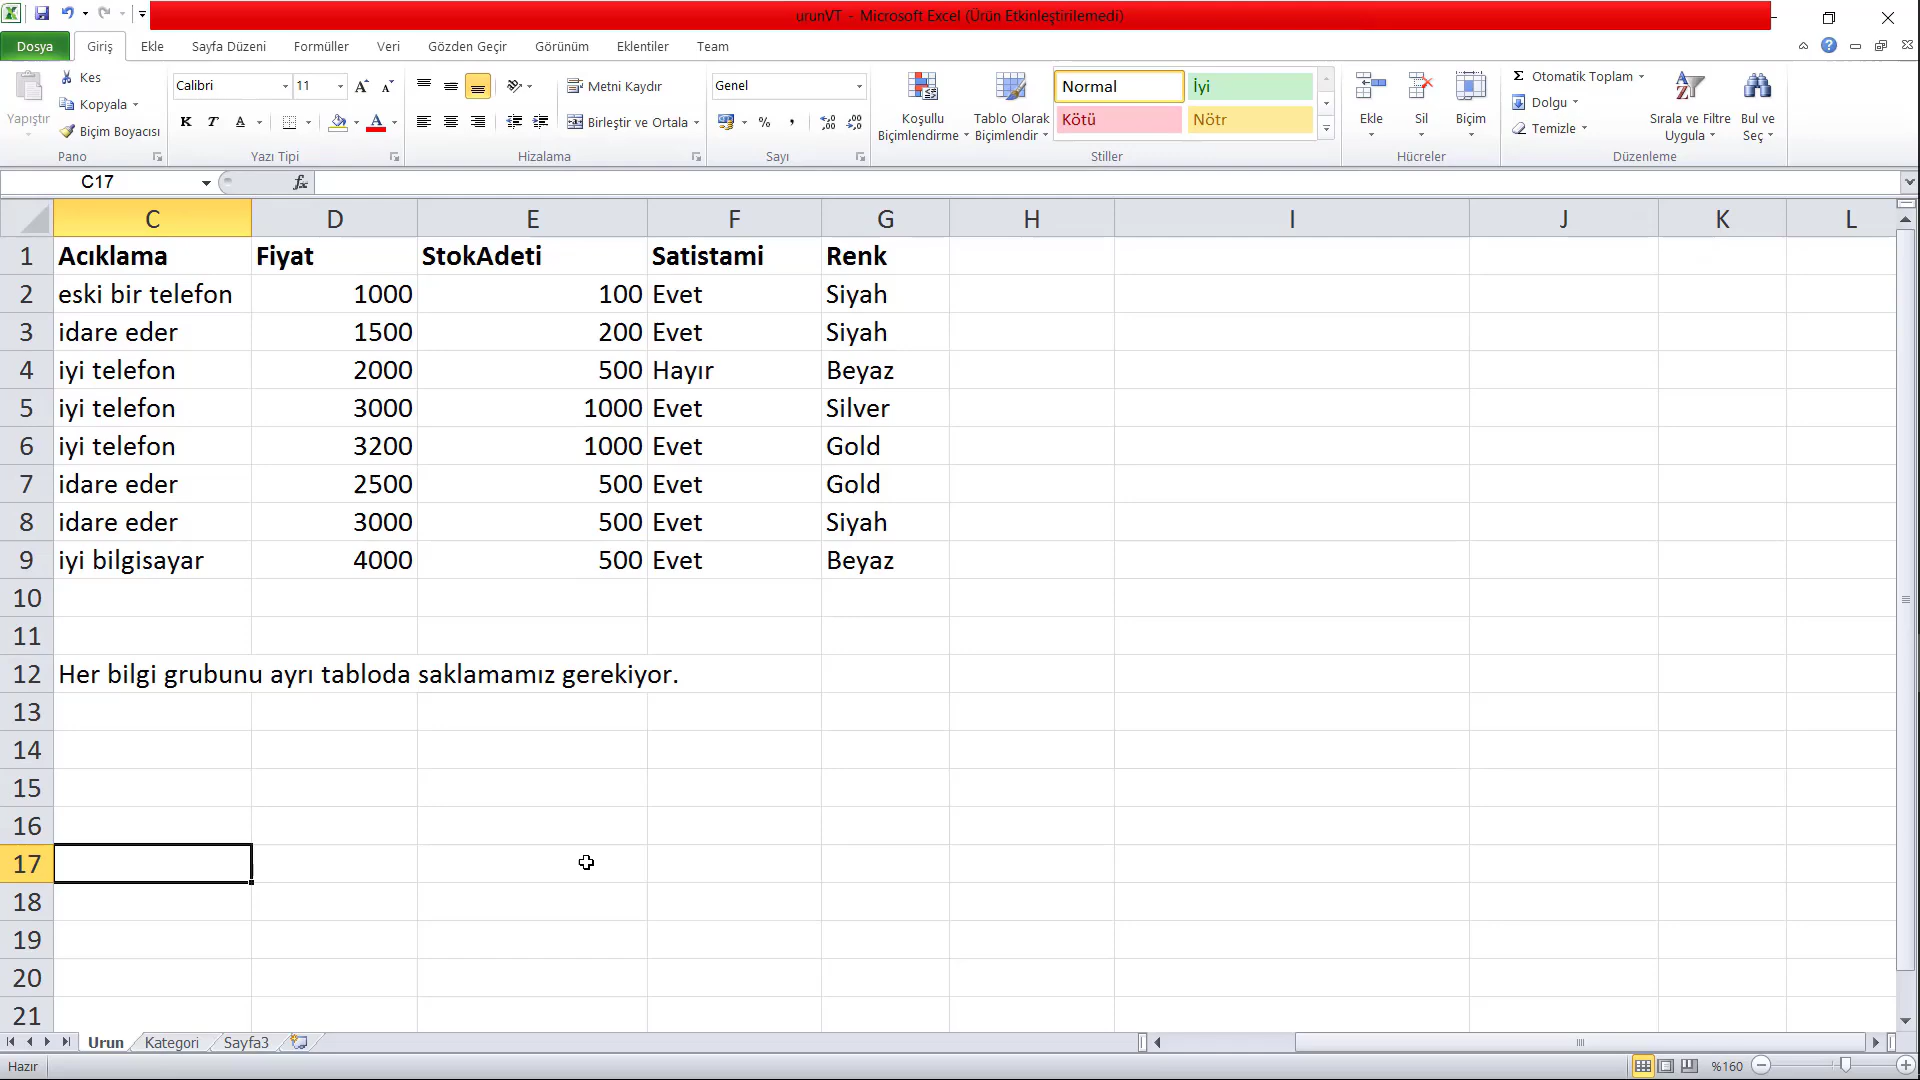 urunVT - Microsoft Excel (Ürün Etkinleştirilemedi)
Dosya Giriş Ekle Sayfa Düzeni Formüller Veri Gözden Geçir Görünüm Eklentiler Team
Yapıştır
Kes
Kopyala
Biçim Boyacısı
Pano
Calibri 11
K T A
Yazı Tipi
Metni Kaydır
Birleştir ve Ortala
Hizalama
Genel
Sayı
Koşullu Biçimlendirme
Tablo Olarak Biçimlendir
Normal İyi
Kötü Nötr
Stiller
Ekle Sil Biçim
Hücreler
Otomatik Toplam
Dolgu
Temizle
Sırala ve Filtre Uygula
Bul ve Seç
Düzenleme
C17 fx
C D E F G H I J K L
1 Acıklama Fiyat StokAdeti Satistami Renk
2 eski bir telefon 1000 100 Evet Siyah
3 idare eder 1500 200 Evet Siyah
4 iyi telefon 2000 500 Hayır Beyaz
5 iyi telefon 3000 1000 Evet Silver
6 iyi telefon 3200 1000 Evet Gold
7 idare eder 2500 500 Evet Gold
8 idare eder 3000 500 Evet Siyah
9 iyi bilgisayar 4000 500 Evet Beyaz
10
11
12 Her bilgi grubunu ayrı tabloda saklamamız gerekiyor.
13
14
15
16
17
18
19
20
21
Urun Kategori Sayfa3
Hazır %160